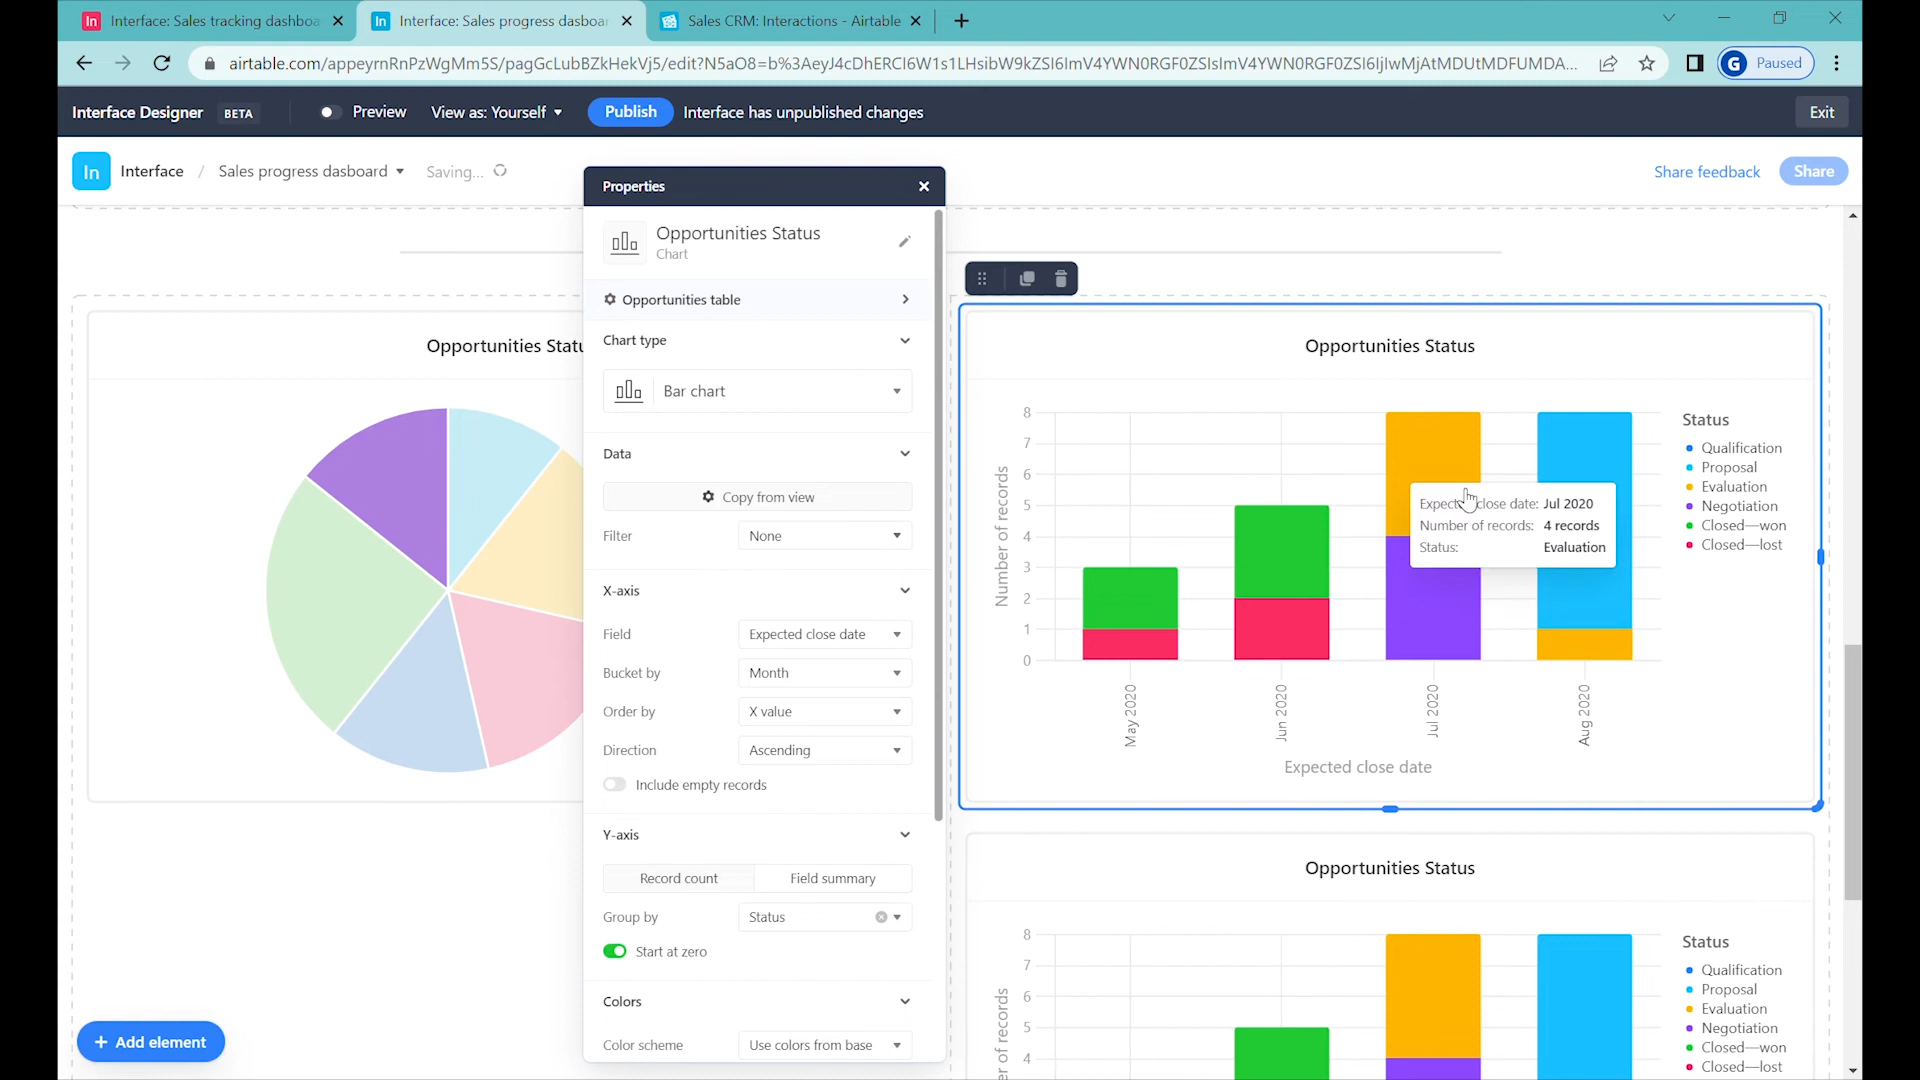 Interface: Sales tracking dashboa
Interface: Sales progress dasboar
Sales CRM: Interactions - Airtable
airtable.com/appeyrnRnPzWgMm5S/pagGcLubBZkHekVj5/edit?N5aO8=b%3AeyJ4cDhERCI6W1s1LHsibW9kZSI6ImV4YWN0RGF0ZSIsImV4YWN0RGF0ZSI6IjIwMjAtMDUtMDFUMDA...
G Paused
Interface Designer BETA
Preview
View as: Yourself
Publish
Interface has unpublished changes
Exit
In Interface / Sales progress dasboard
Saving...
Share feedback
Share
Opportunities Statu
Properties
Opportunities Status
Chart
Opportunities table
Chart type
Bar chart
Data
Copy from view
Filter None
X-axis
Field Expected close date
Bucket by Month
Order by X value
Direction Ascending
Include empty records
Y-axis
Record count Field summary
Group by Status
Start at zero
Colors
Color scheme Use colors from base
Opportunities Status
Number of records
8
7
6
5
4
3
2
1
0
May 2020
Jun 2020
Jul 2020
Aug 2020
Expected close date
Expected close date: Jul 2020
Number of records: 4 records
Status: Evaluation
Status
Qualification
Proposal
Evaluation
Negotiation
Closed—won
Closed—lost
Opportunities Status
er of records
8
7
6
5
4
Status
Qualification
Proposal
Evaluation
Negotiation
Closed—won
Closed—lost
+ Add element